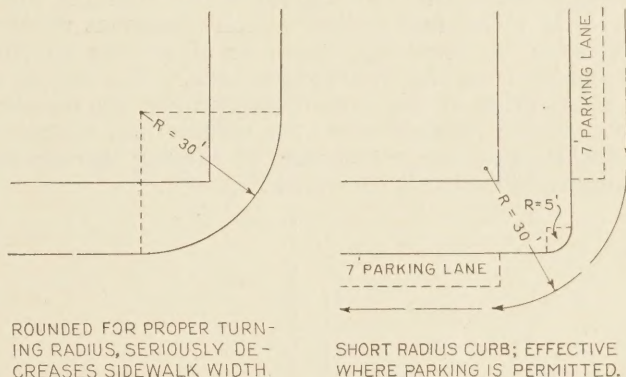 R = 30'
ROUNDED FOR PROPER TURN-
ING RADIUS, SERIOUSLY DE-
CREASES SIDEWALK WIDTH.
7' PARKING LANE
R=5'
R = 30'
7' PARKING LANE
SHORT RADIUS CURB; EFFECTIVE
WHERE PARKING IS PERMITTED.